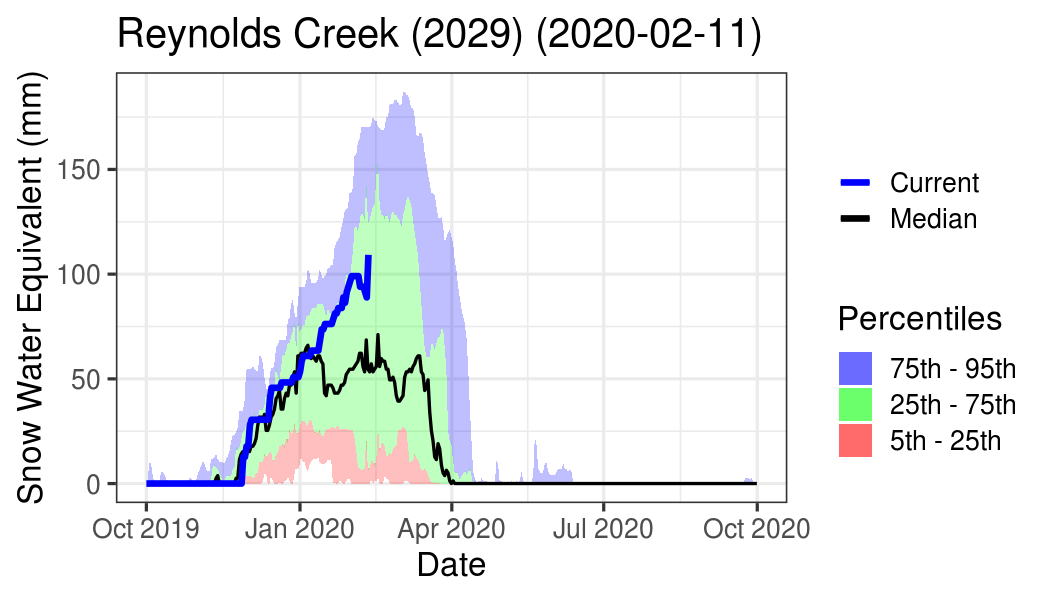 Reynolds Creek (2029) (2020-02-11)
Snow Water Equivalent (mm)
150
100
50
0
Oct 2019 Jan 2020 Apr 2020 Jul 2020 Oct 2020
Date
Current
Median
Percentiles
75th - 95th
25th - 75th
5th - 25th